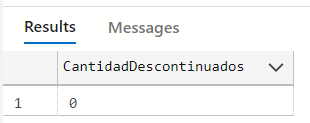 Results Messages
CantidadDescontinuados
1 0